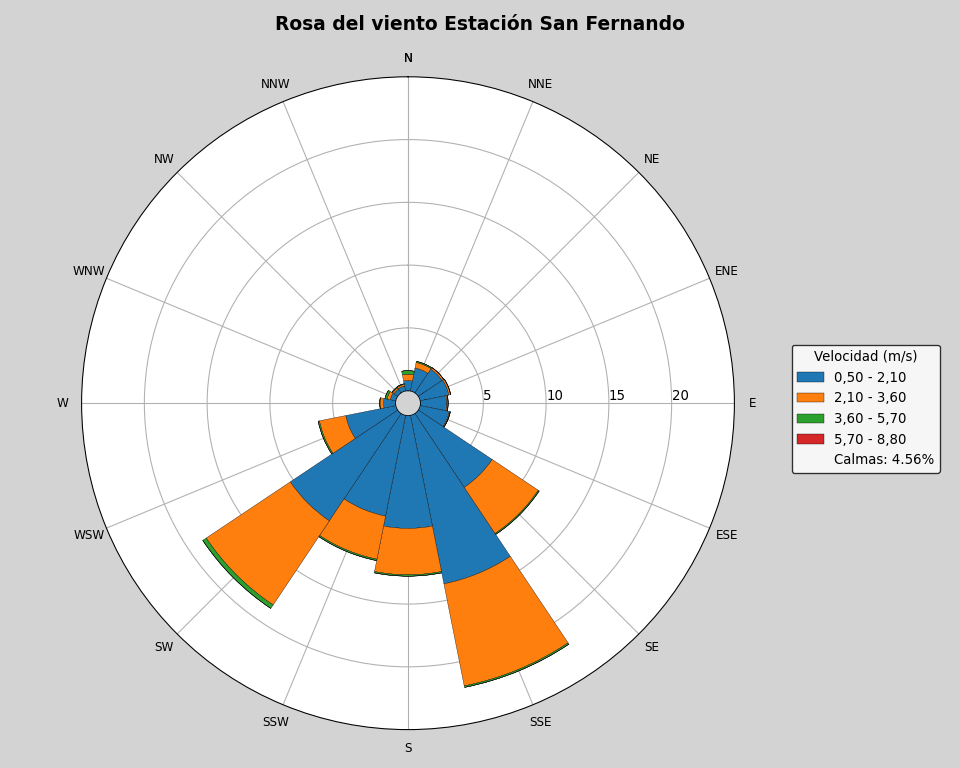 Rosa del viento Estación San Fernando
N
NNW
NNE
NW
NE
WNW
ENE
W
5
10
15
20
E
WSW
ESE
SW
SE
SSW
SSE
S
Velocidad (m/s)
0,50 - 2,10
2,10 - 3,60
3,60 - 5,70
5,70 - 8,80
Calmas: 4.56%